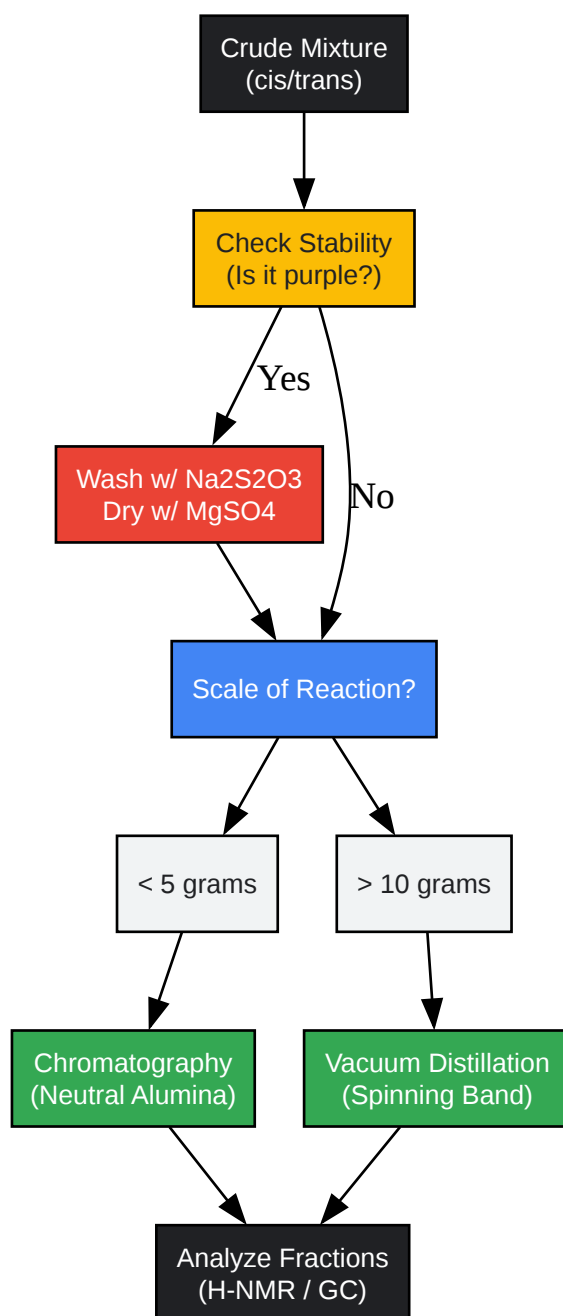 Crude Mixture
(cis/trans)
Check Stability
(Is it purple?)
Yes
Wash w/ Na2S2O3
Dry w/ MgSO4
No
Scale of Reaction?
< 5 grams
> 10 grams
Chromatography
(Neutral Alumina)
Vacuum Distillation
(Spinning Band)
Analyze Fractions
(H-NMR / GC)